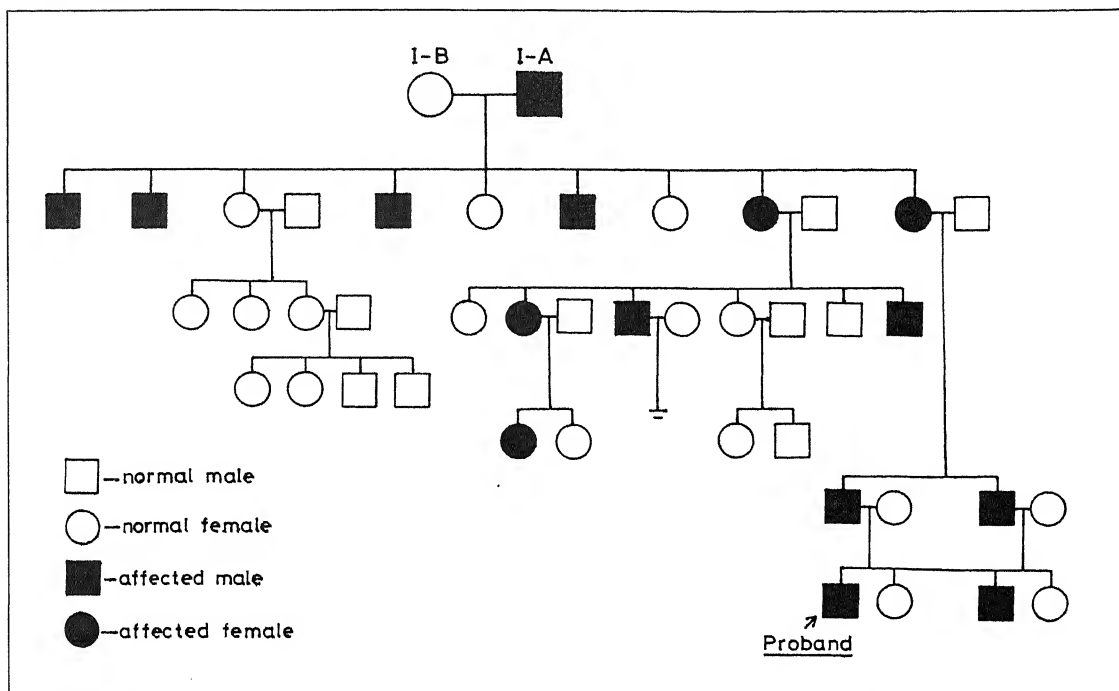 I-B I-A
□—normal male
○—normal female
■—affected male
●—affected female
Proband